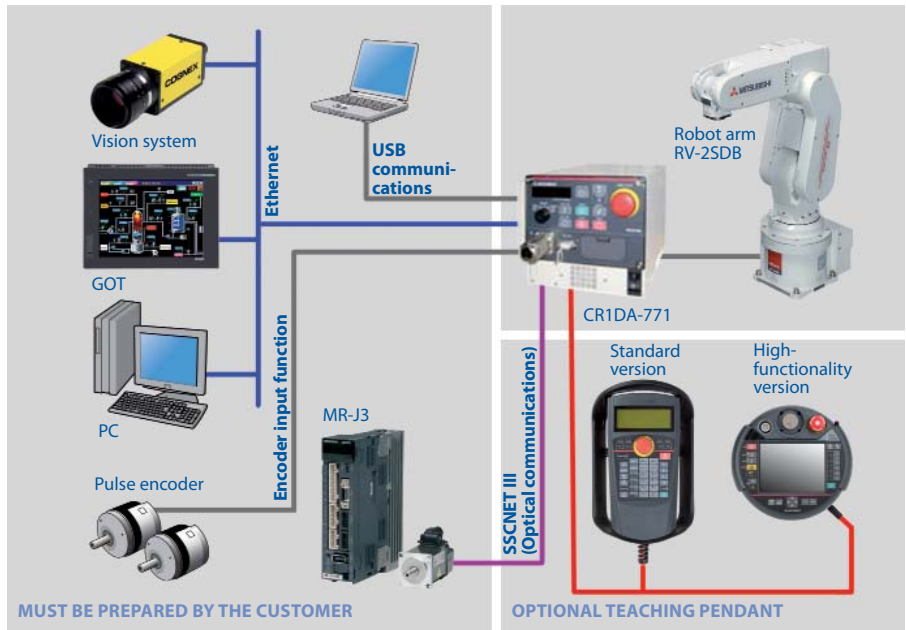 COGNEX
Vision system
GOT
PC
Pulse encoder
Ethernet
USB
communi-
cations
Encoder input function
MR-J3
SSCNET III
(Optical communications)
MUST BE PREPARED BY THE CUSTOMER
MITSUBISHI
Robot arm
RV-2SDB
CR1DA-771
Standard
version
High-
functionality
version
OPTIONAL TEACHING PENDANT